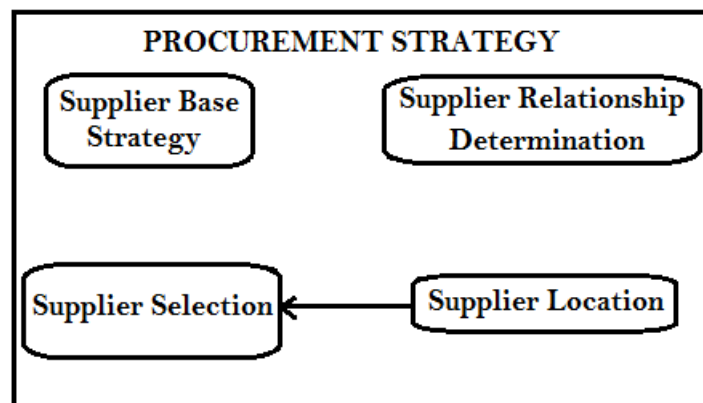 PROCUREMENT STRATEGY
Supplier Base
Strategy
Supplier Relationship
Determination
Supplier Selection
Supplier Location